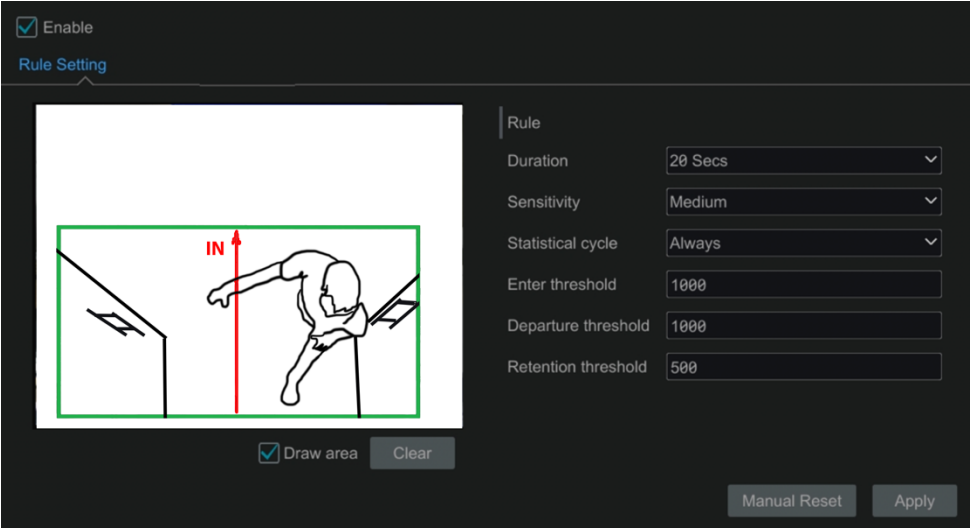 Enable
Rule Setting
IN
Rule
Duration 20 Secs
Sensitivity Medium
Statistical cycle Always
Enter threshold 1000
Departure threshold 1000
Retention threshold 500
Draw area Clear
Manual Reset Apply